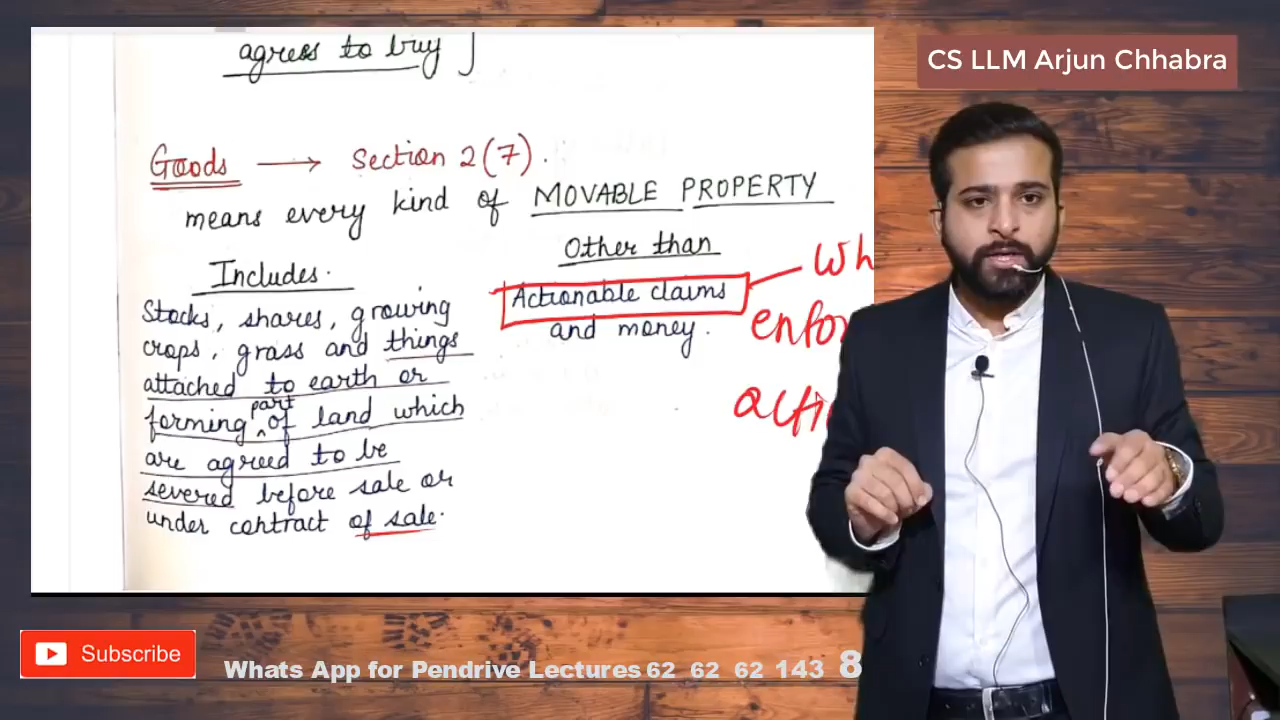 agrees to buy
CS LLM Arjun Chhabra
Goods → Section 2(7).
means every kind of MOVABLE PROPERTY
Other than
Actionable claims
and money.
Includes.
Stocks, shares, growing
crops, grass and things
attached to earth or
forming part of land which
are agreed to be
severed before sale or
under contract of sale.
Subscribe
Whats App for Pendrive Lectures 62 62 62 143 8